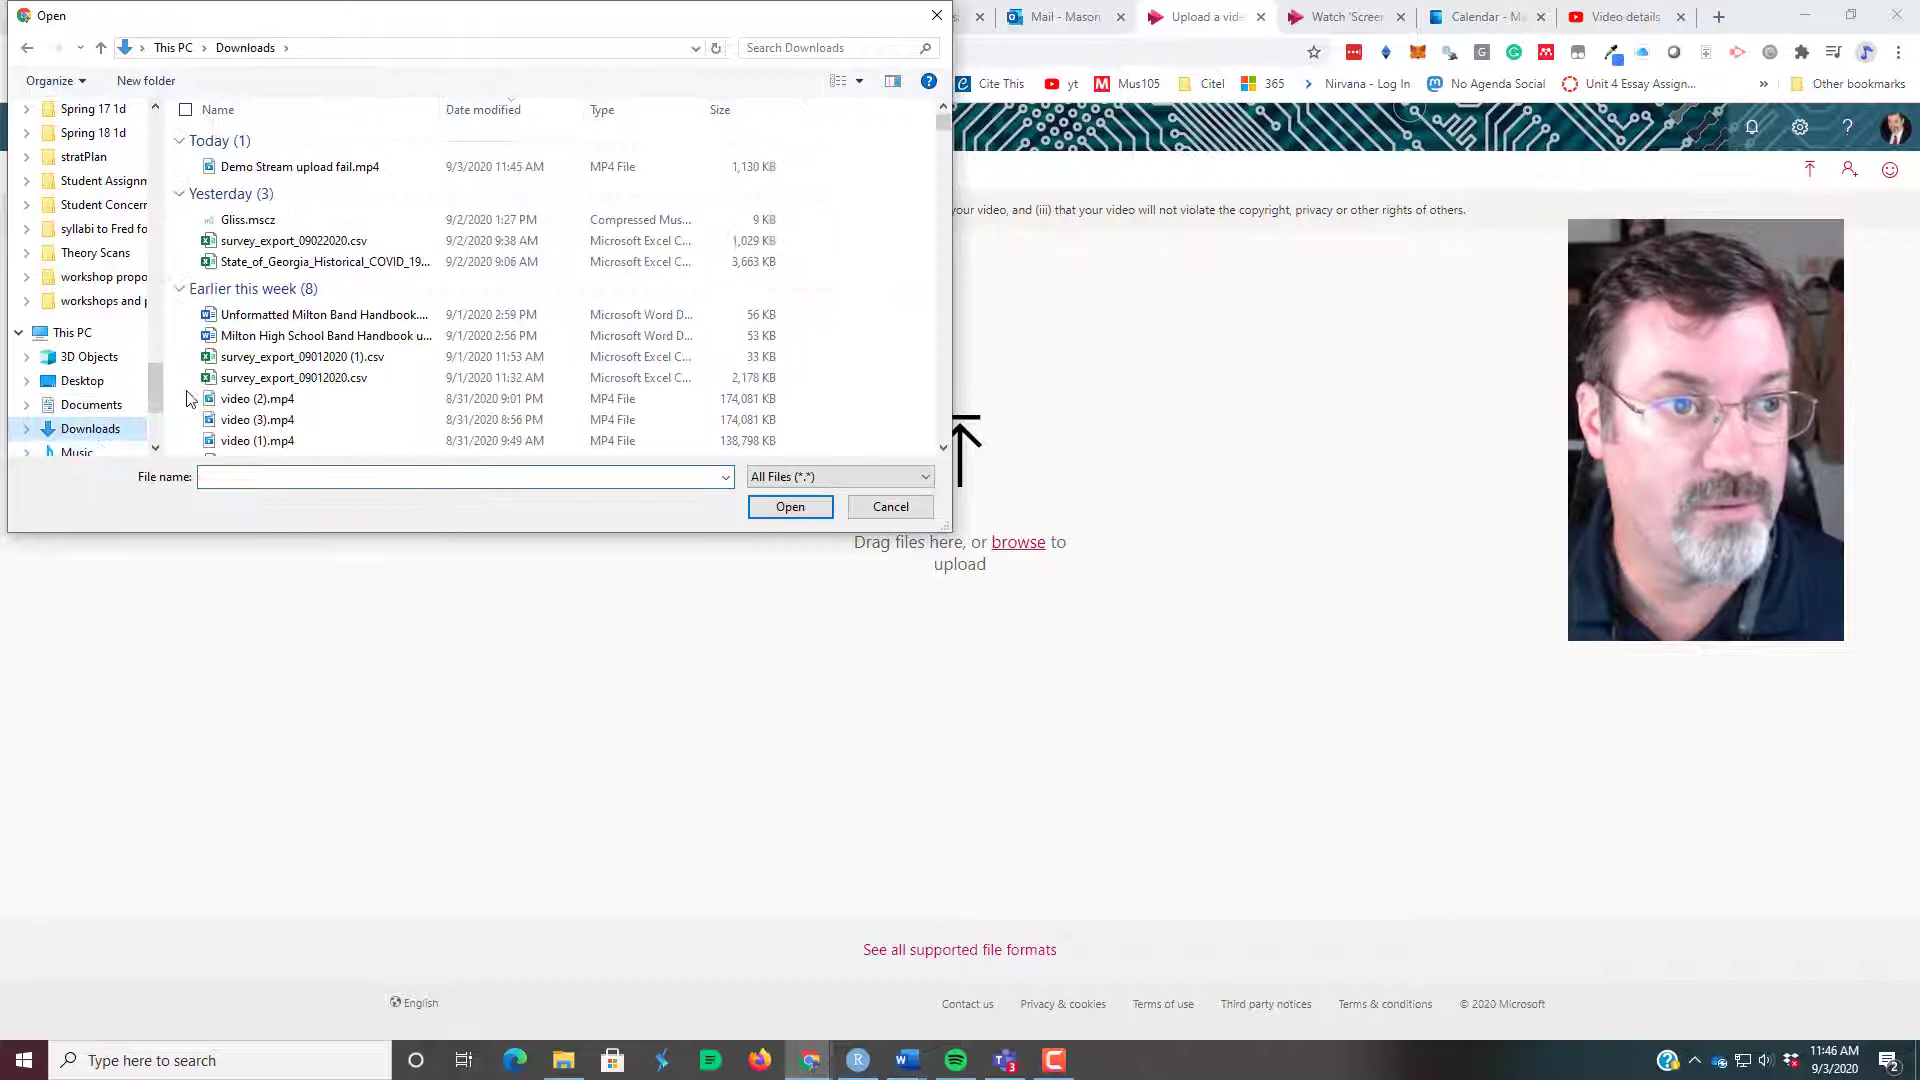 Open
s:
Mail - Mason
Upload a vide
Watch 'Screen
Calendar - M
Video details
This PC
Downloads
Search Downloads
Cite This
yt
Mus105
Citel
365
Nirvana - Log In
No Agenda Social
Unit 4 Essay Assign...
»
Other bookmarks
Organize
New folder
Spring 17 1d
Spring 18 1d
stratPlan
Student Assignm
Student Concern
syllabi to Fred fo
Theory Scans
workshop propo
workshops and p
This PC
3D Objects
Desktop
Documents
Downloads
Music
Name
Date modified
Type
Size
Today (1)
Demo Stream upload fail.mp4 9/3/2020 11:45 AM MP4 File 1,130 KB
Yesterday (3)
Gliss.mscz 9/2/2020 1:27 PM Compressed Mus... 9 KB
survey_export_09022020.csv 9/2/2020 9:38 AM Microsoft Excel C... 1,029 KB
State_of_Georgia_Historical_COVID_19... 9/2/2020 9:06 AM Microsoft Excel C... 3,663 KB
Earlier this week (8)
Unformatted Milton Band Handbook.... 9/1/2020 2:59 PM Microsoft Word D... 56 KB
Milton High School Band Handbook u... 9/1/2020 2:56 PM Microsoft Word D... 53 KB
survey_export_09012020 (1).csv 9/1/2020 11:53 AM Microsoft Excel C... 33 KB
survey_export_09012020.csv 9/1/2020 11:32 AM Microsoft Excel C... 2,178 KB
video (2).mp4 8/31/2020 9:01 PM MP4 File 174,081 KB
video (3).mp4 8/31/2020 8:56 PM MP4 File 174,081 KB
video (1).mp4 8/31/2020 9:49 AM MP4 File 138,798 KB
File name:
All Files (*.*)
Open
Cancel
your video, and (iii) that your video will not violate the copyright, privacy or other rights of others.
Drag files here, or browse to
upload
See all supported file formats
English
Contact us
Privacy & cookies
Terms of use
Third party notices
Terms & conditions
© 2020 Microsoft
Type here to search
3
11:46 AM
9/3/2020
2